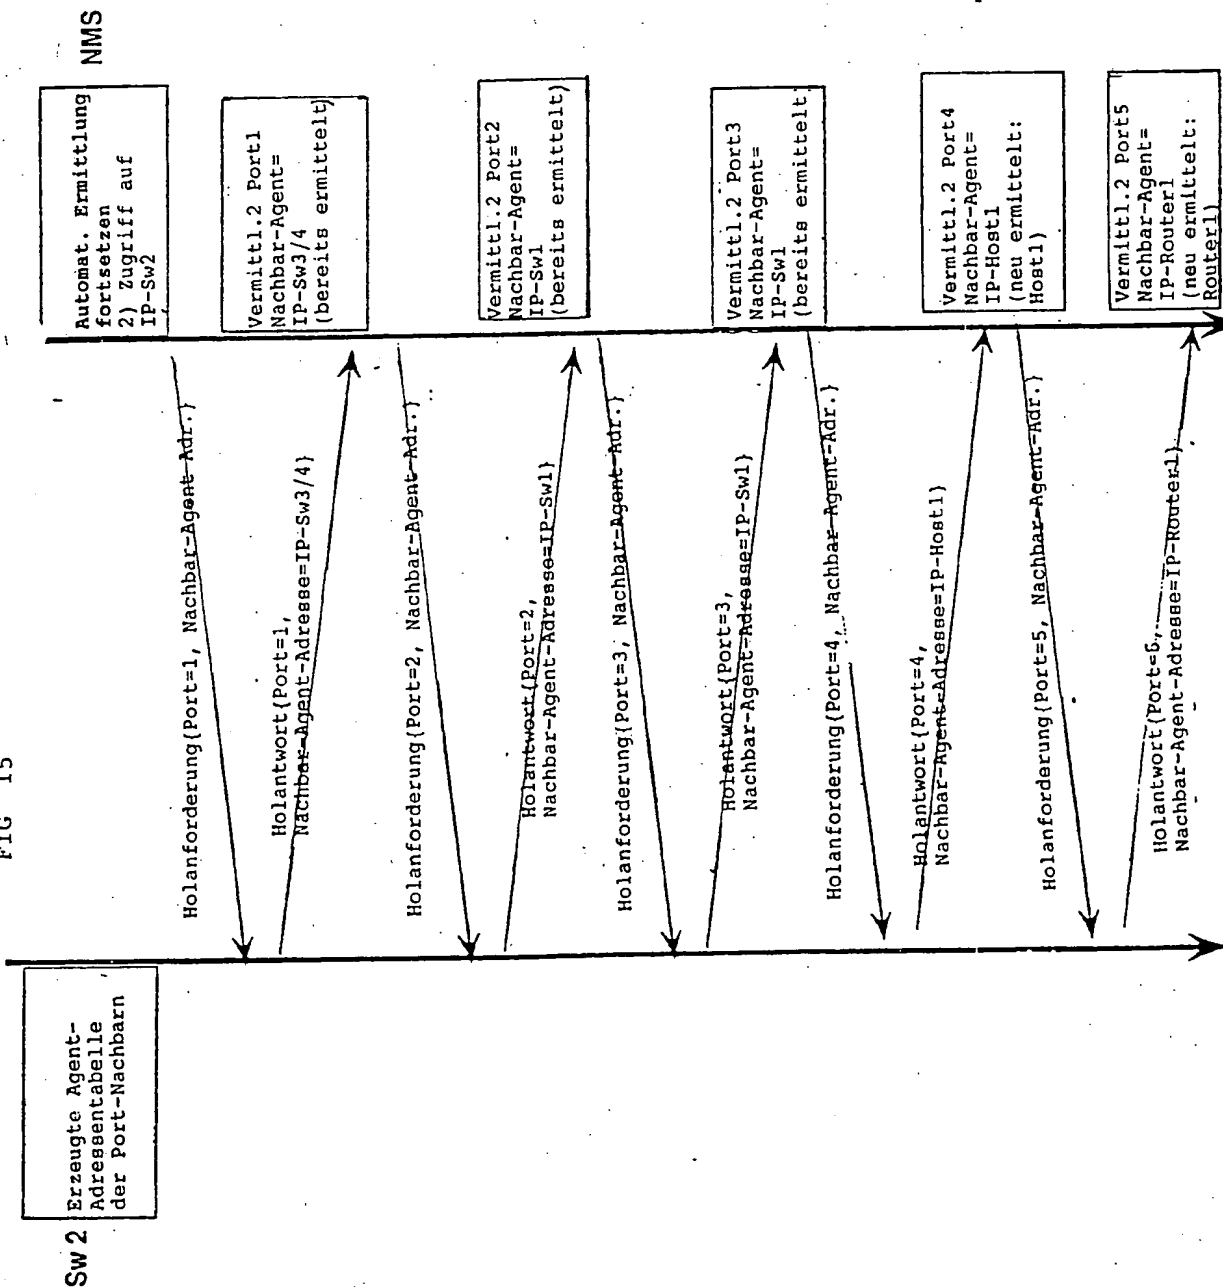 FIG 15
Sw 2
Erzeugte Agent-
Adressentabelle
der Port-Nachbarn
NMS
Automat. Ermittlung
fortsetzen
2) Zugriff auf
IP-Sw2
Holanforderung{Port=1, Nachbar-Agent-Adr.}
Holantwort{Port=1,
Nachbar-Agent-Adresse=IP-Sw3/4}
Vermittl.2 Port1
Nachbar-Agent=
IP-Sw3/4
(bereits ermittelt)
Holanforderung{Port=2, Nachbar-Agent-Adr.}
Holantwort{Port=2,
Nachbar-Agent-Adresse=IP-Sw1}
Vermittl.2 Port2
Nachbar-Agent=
IP-Sw1
(bereits ermittelt)
Holanforderung{Port=3, Nachbar-Agent-Adr.}
Holantwort{Port=3,
Nachbar-Agent-Adresse=IP-Sw1}
Vermittl.2 Port3
Nachbar-Agent=
IP-Sw1
(bereits ermittelt)
Holanforderung{Port=4, Nachbar-Agent-Adr.}
Holantwort{Port=4,
Nachbar-Agent-Adresse=IP-Host1}
Vermittl.2 Port4
Nachbar-Agent=
IP-Host1
(neu ermittelt:
Host1)
Holanforderung{Port=5, Nachbar-Agent-Adr.}
Holantwort{Port=5,
Nachbar-Agent-Adresse=IP-Router1}
Vermittl.2 Port5
Nachbar-Agent=
IP-Router1
(neu ermittelt:
Router1)